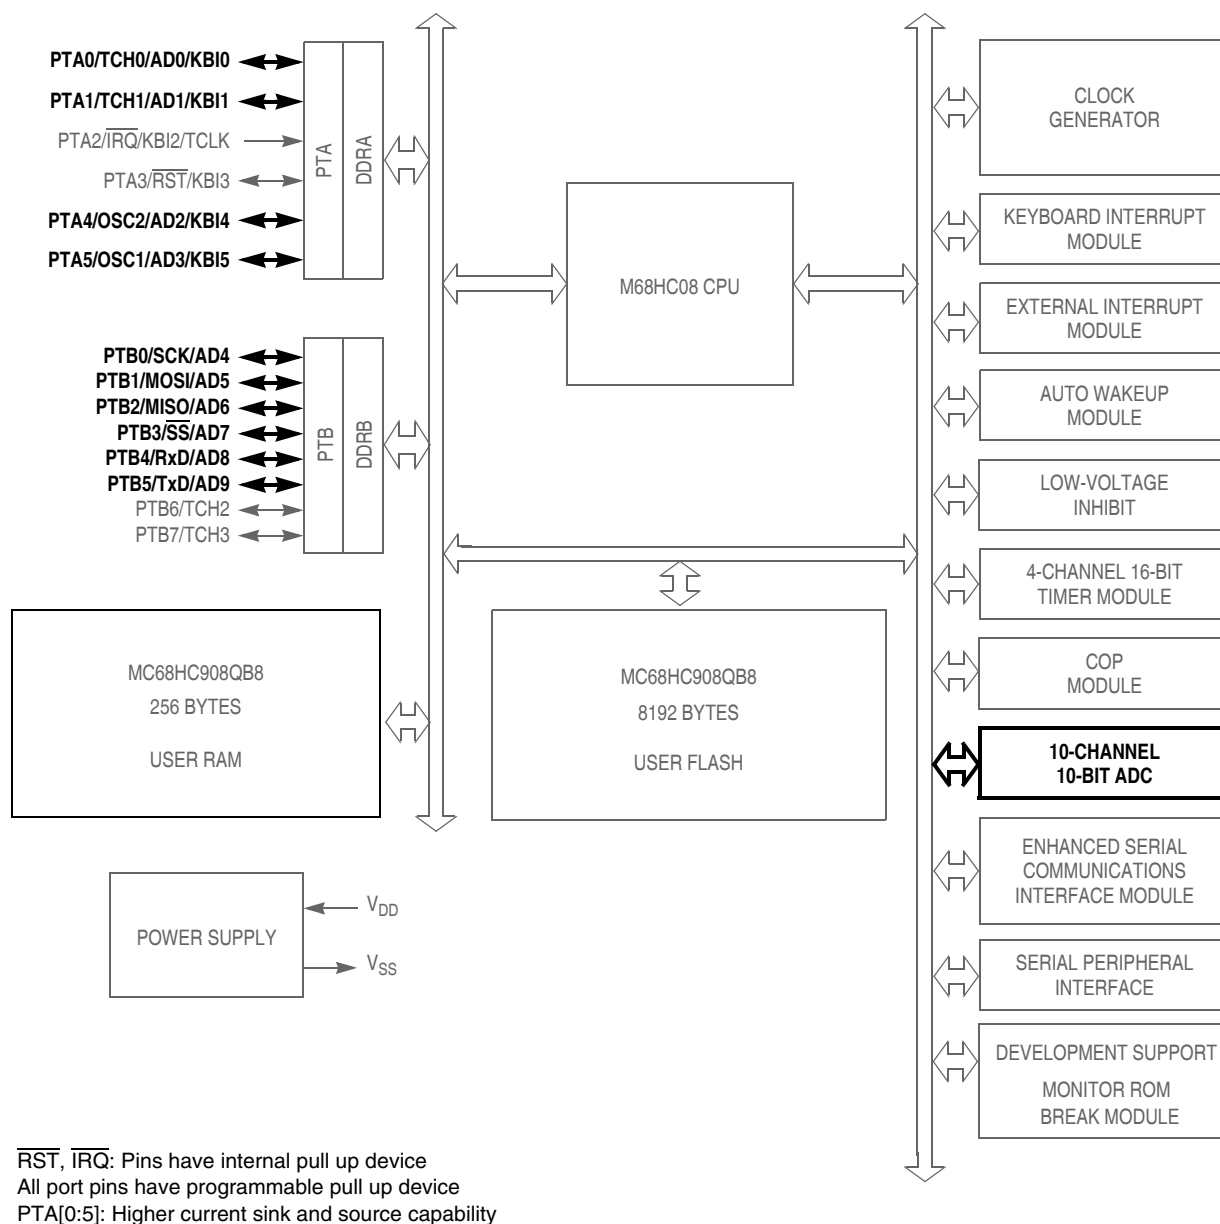 PTA0/TCH0/AD0/KBI0
PTA1/TCH1/AD1/KBI1
PTA2/I̅R̅Q̅/KBI2/TCLK
PTA3/R̅S̅T̅/KBI3
PTA4/OSC2/AD2/KBI4
PTA5/OSC1/AD3/KBI5
PTA
DDRA
PTB0/SCK/AD4
PTB1/MOSI/AD5
PTB2/MISO/AD6
PTB3/S̅S̅/AD7
PTB4/RxD/AD8
PTB5/TxD/AD9
PTB6/TCH2
PTB7/TCH3
PTB
DDRB
M68HC08 CPU
MC68HC908QB8
256 BYTES
USER RAM
MC68HC908QB8
8192 BYTES
USER FLASH
POWER SUPPLY
VDD
VSS
CLOCK
GENERATOR
KEYBOARD INTERRUPT
MODULE
EXTERNAL INTERRUPT
MODULE
AUTO WAKEUP
MODULE
LOW-VOLTAGE
INHIBIT
4-CHANNEL 16-BIT
TIMER MODULE
COP
MODULE
10-CHANNEL
10-BIT ADC
ENHANCED SERIAL
COMMUNICATIONS
INTERFACE MODULE
SERIAL PERIPHERAL
INTERFACE
DEVELOPMENT SUPPORT
MONITOR ROM
BREAK MODULE
R̅S̅T̅, I̅R̅Q̅: Pins have internal pull up device
All port pins have programmable pull up device
PTA[0:5]: Higher current sink and source capability